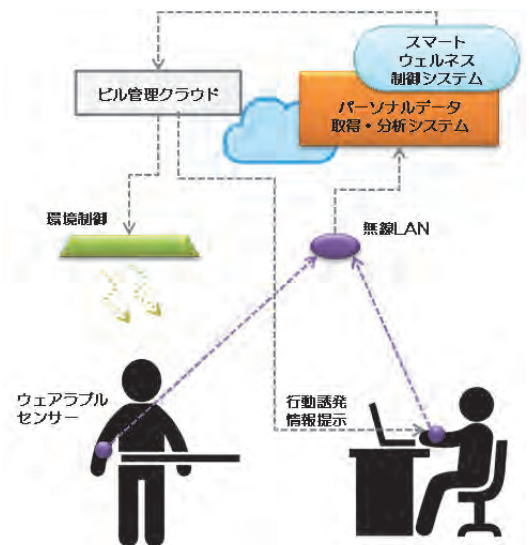 スマート
ウェルネス
制御システム
ビル管理クラウド
パーソナルデータ
取得・分析システム
環境制御
無線LAN
ウェアラブル
センサー
行動誘発
情報提示